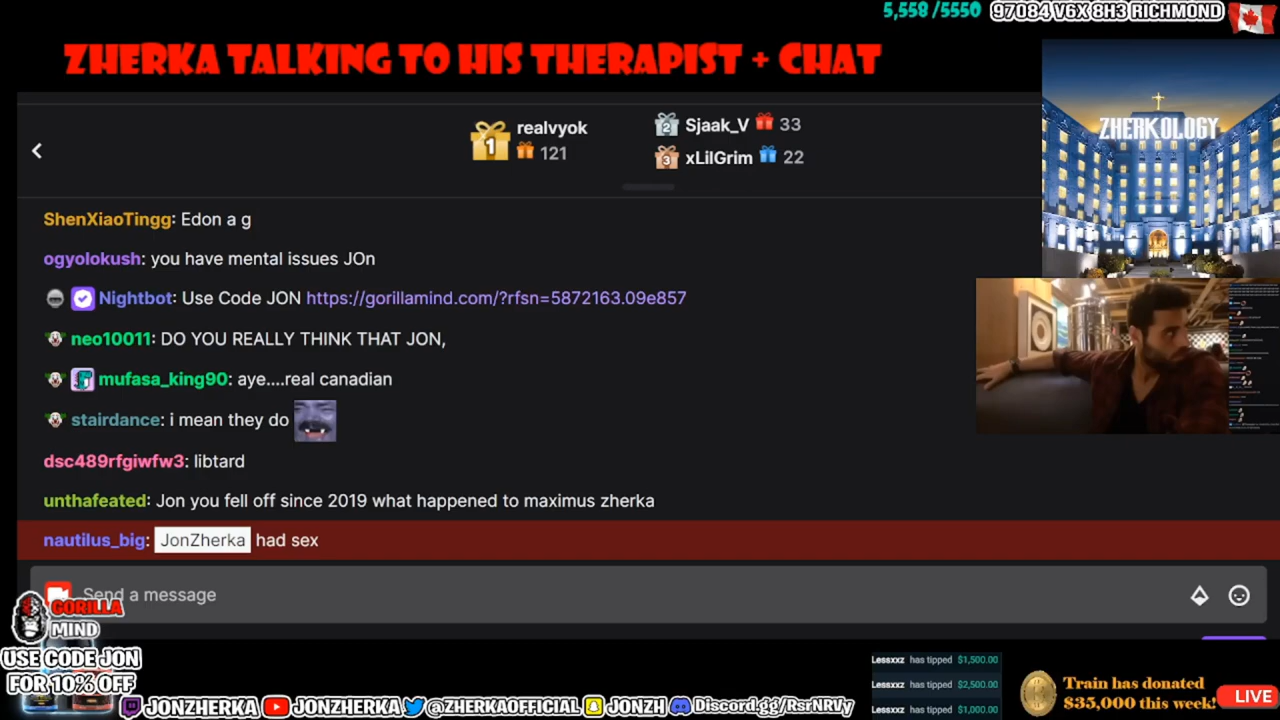 5,558 /5550
97084 V6X 8H3 RICHMOND
ZHERKA TALKING TO HIS THERAPIST + CHAT
ZHERKOLOGY
1 realvyok
121
2 Sjaak_V 33
3 xLilGrim 22
ShenXiaoTingg: Edon a g
ogyolokush: you have mental issues JOn
Nightbot: Use Code JON https://gorillamind.com/?rfsn=5872163.09e857
neo10011: DO YOU REALLY THINK THAT JON,
mufasa_king90: aye....real canadian
stairdance: i mean they do
dsc489rfgiwfw3: libtard
unthafeated: Jon you fell off since 2019 what happened to maximus zherka
nautilus_big: JonZherka had sex
Send a message
GORILLA
MIND
USE CODE JON
FOR 10% OFF
JONZHERKA JONZHERKA @ZHERKAOFFICIAL JONZH Discord.gg/RsrNRVy
Lessxxz has tipped $1,500.00
Lessxxz has tipped $2,500.00
Lessxxz has tipped $1,000.00
Train has donated
$35,000 this week!
LIVE